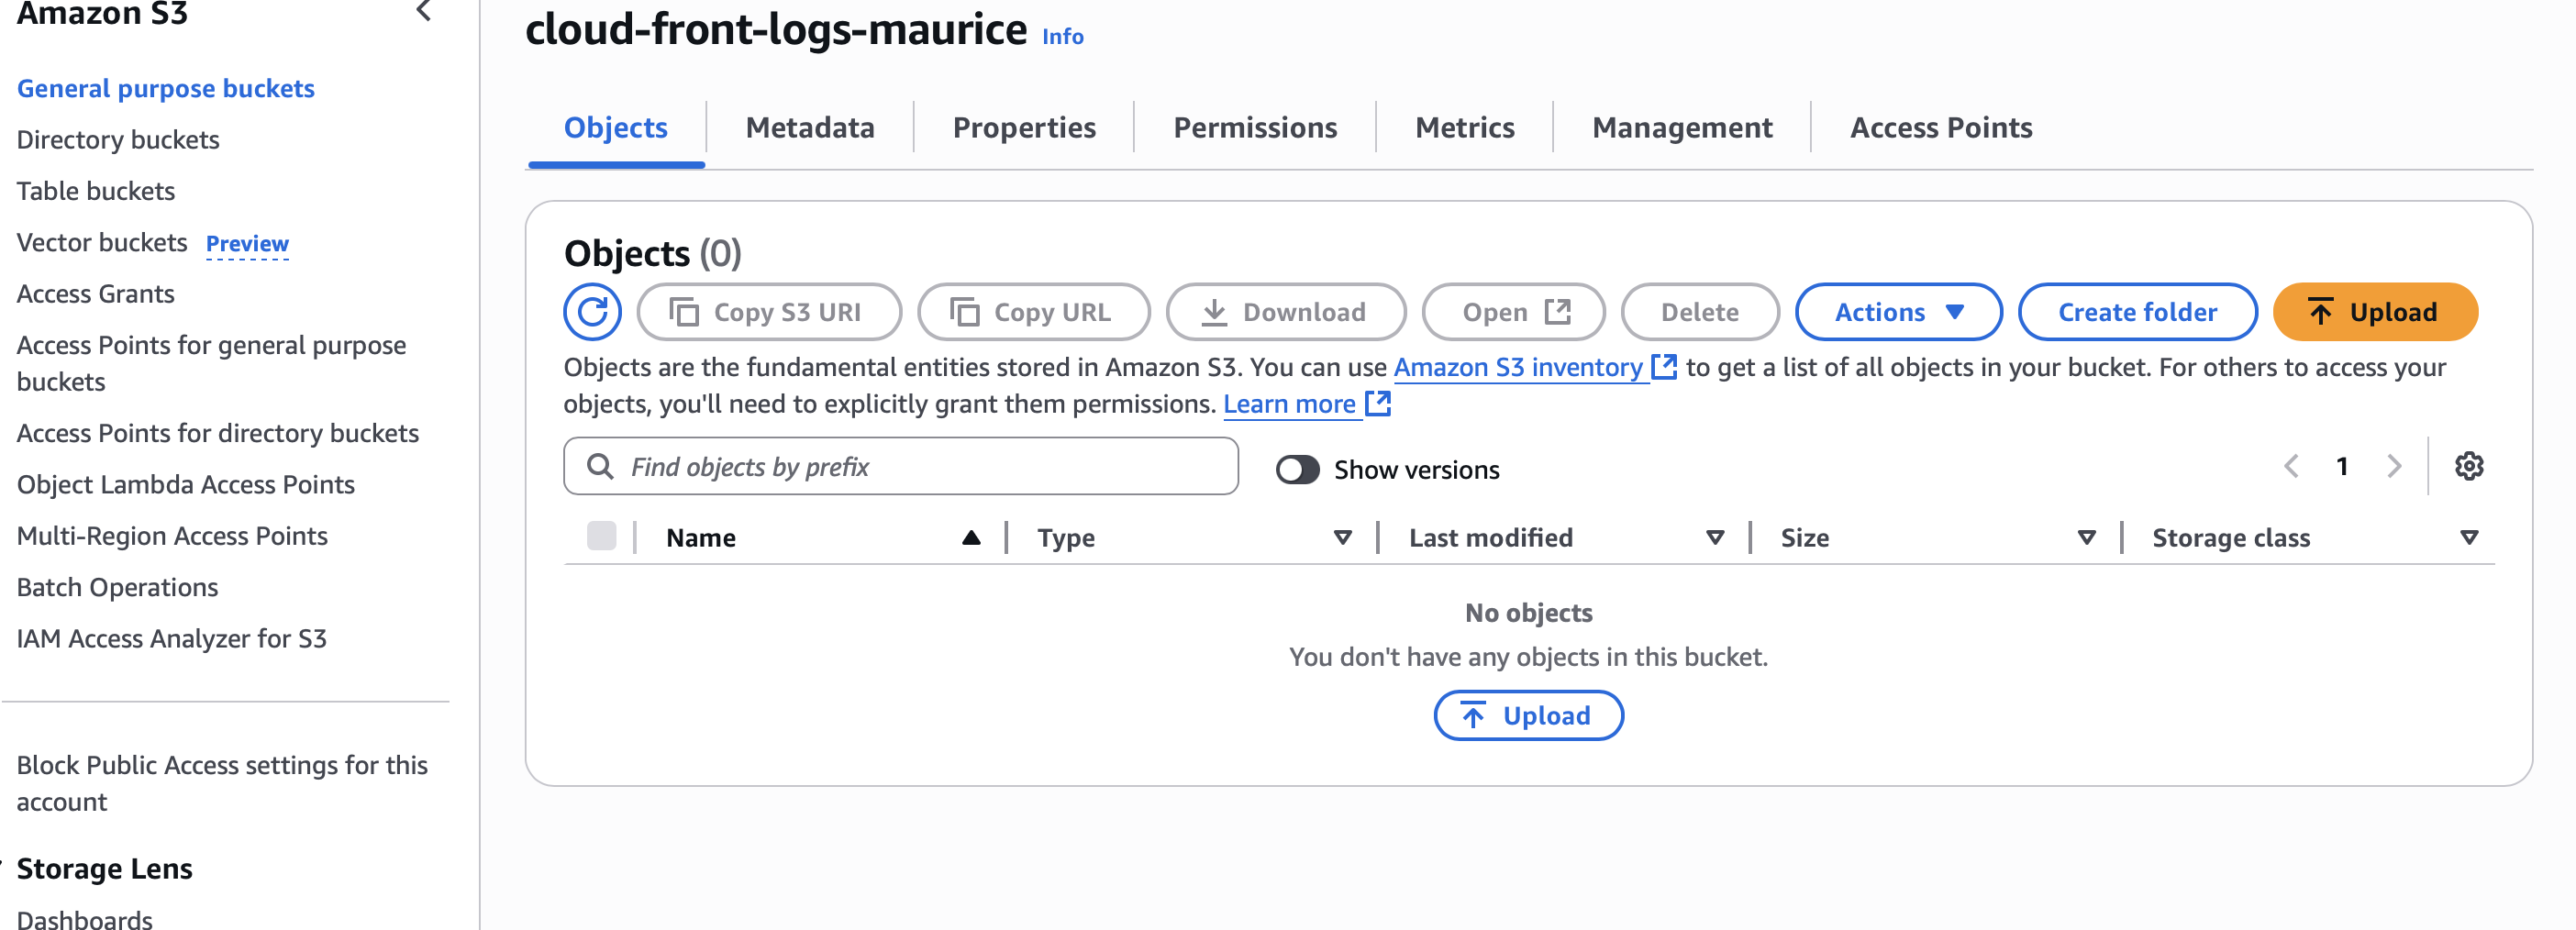 Amazon S3
General purpose buckets
Directory buckets
Table buckets
Vector buckets Preview
Access Grants
Access Points for general purpose
buckets
Access Points for directory buckets
Object Lambda Access Points
Multi-Region Access Points
Batch Operations
IAM Access Analyzer for S3
Block Public Access settings for this
account
Storage Lens
Dashboards
cloud-front-logs-maurice Info
Objects Metadata Properties Permissions Metrics Management Access Points
Objects (0)
Copy S3 URI Copy URL Download Open Delete Actions Create folder Upload
Objects are the fundamental entities stored in Amazon S3. You can use Amazon S3 inventory to get a list of all objects in your bucket. For others to access your
objects, you'll need to explicitly grant them permissions. Learn more
Find objects by prefix Show versions 1
Name Type Last modified Size Storage class
No objects
You don't have any objects in this bucket.
Upload